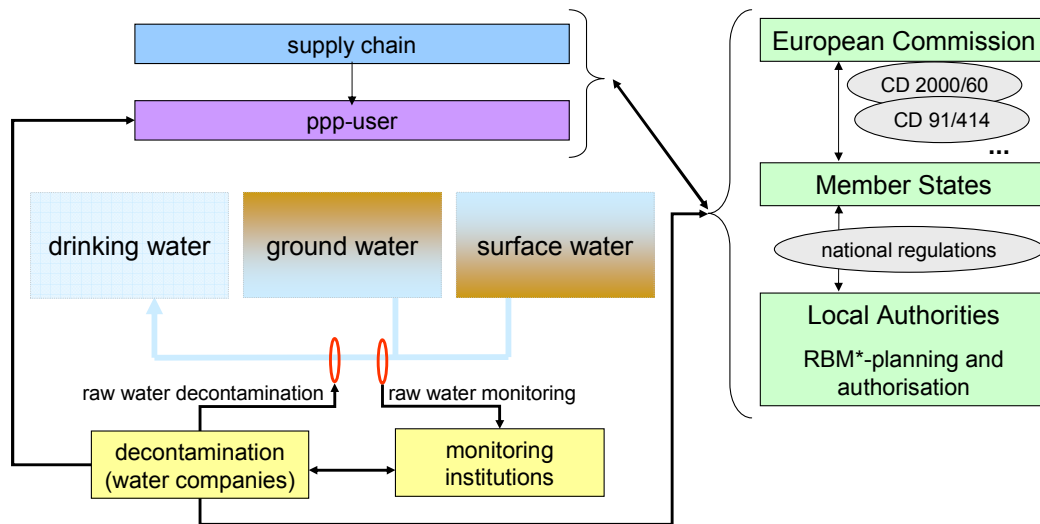 supply chain
ppp-user
drinking water
ground water
surface water
raw water decontamination
raw water monitoring
decontamination
(water companies)
monitoring
institutions
European Commission
CD 2000/60
CD 91/414
...
Member States
national regulations
Local Authorities
RBM*-planning and
authorisation